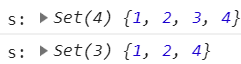 s: ▶ Set(4) {1, 2, 3, 4}
s: ▶ Set(3) {1, 2, 4}